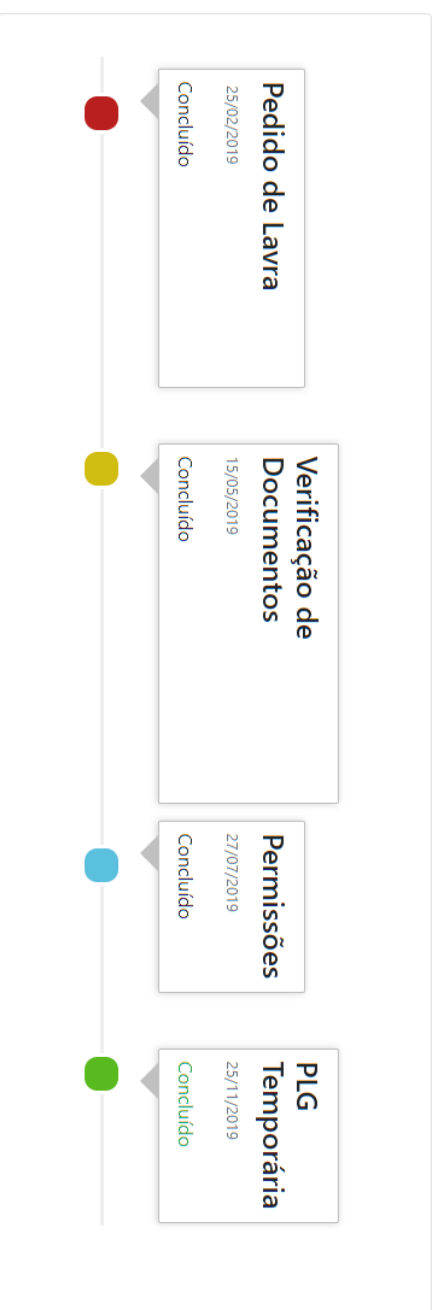 Pedido de Lavra
25/02/2019
Concluído
Verificação de
Documentos
15/05/2019
Concluído
Permissões
27/07/2019
Concluído
PLG
Temporária
25/11/2019
Concluído